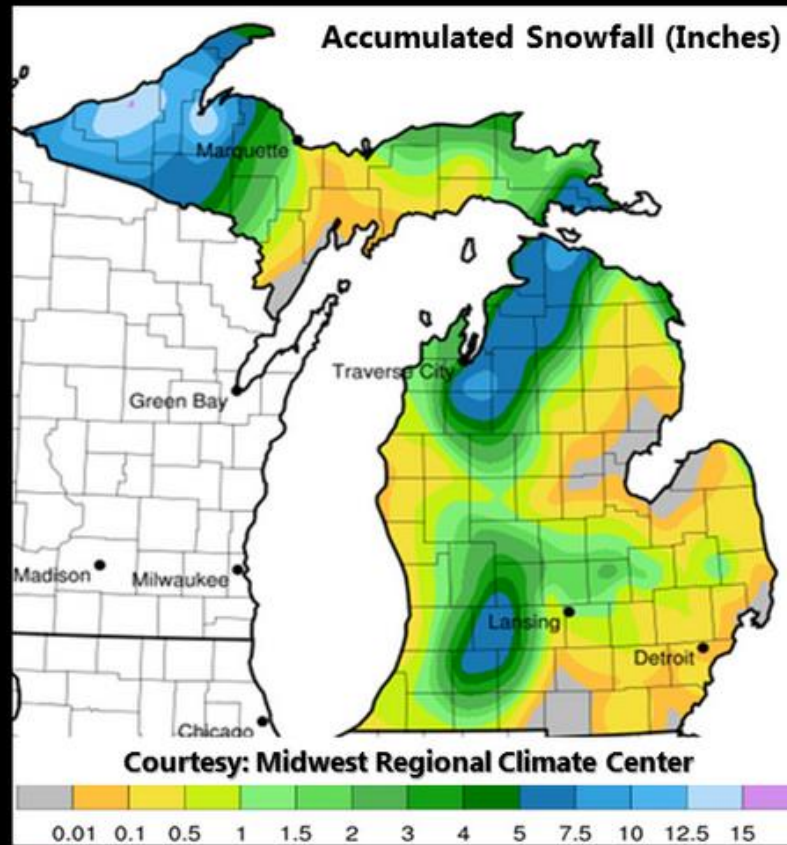 Accumulated Snowfall (Inches)
Marquette
Traverse City
Green Bay
Madison
Milwaukee
Lansing
Detroit
Chicago
Courtesy: Midwest Regional Climate Center
0.01 0.1 0.5 1 1.5 2 3 4 5 7.5 10 12.5 15